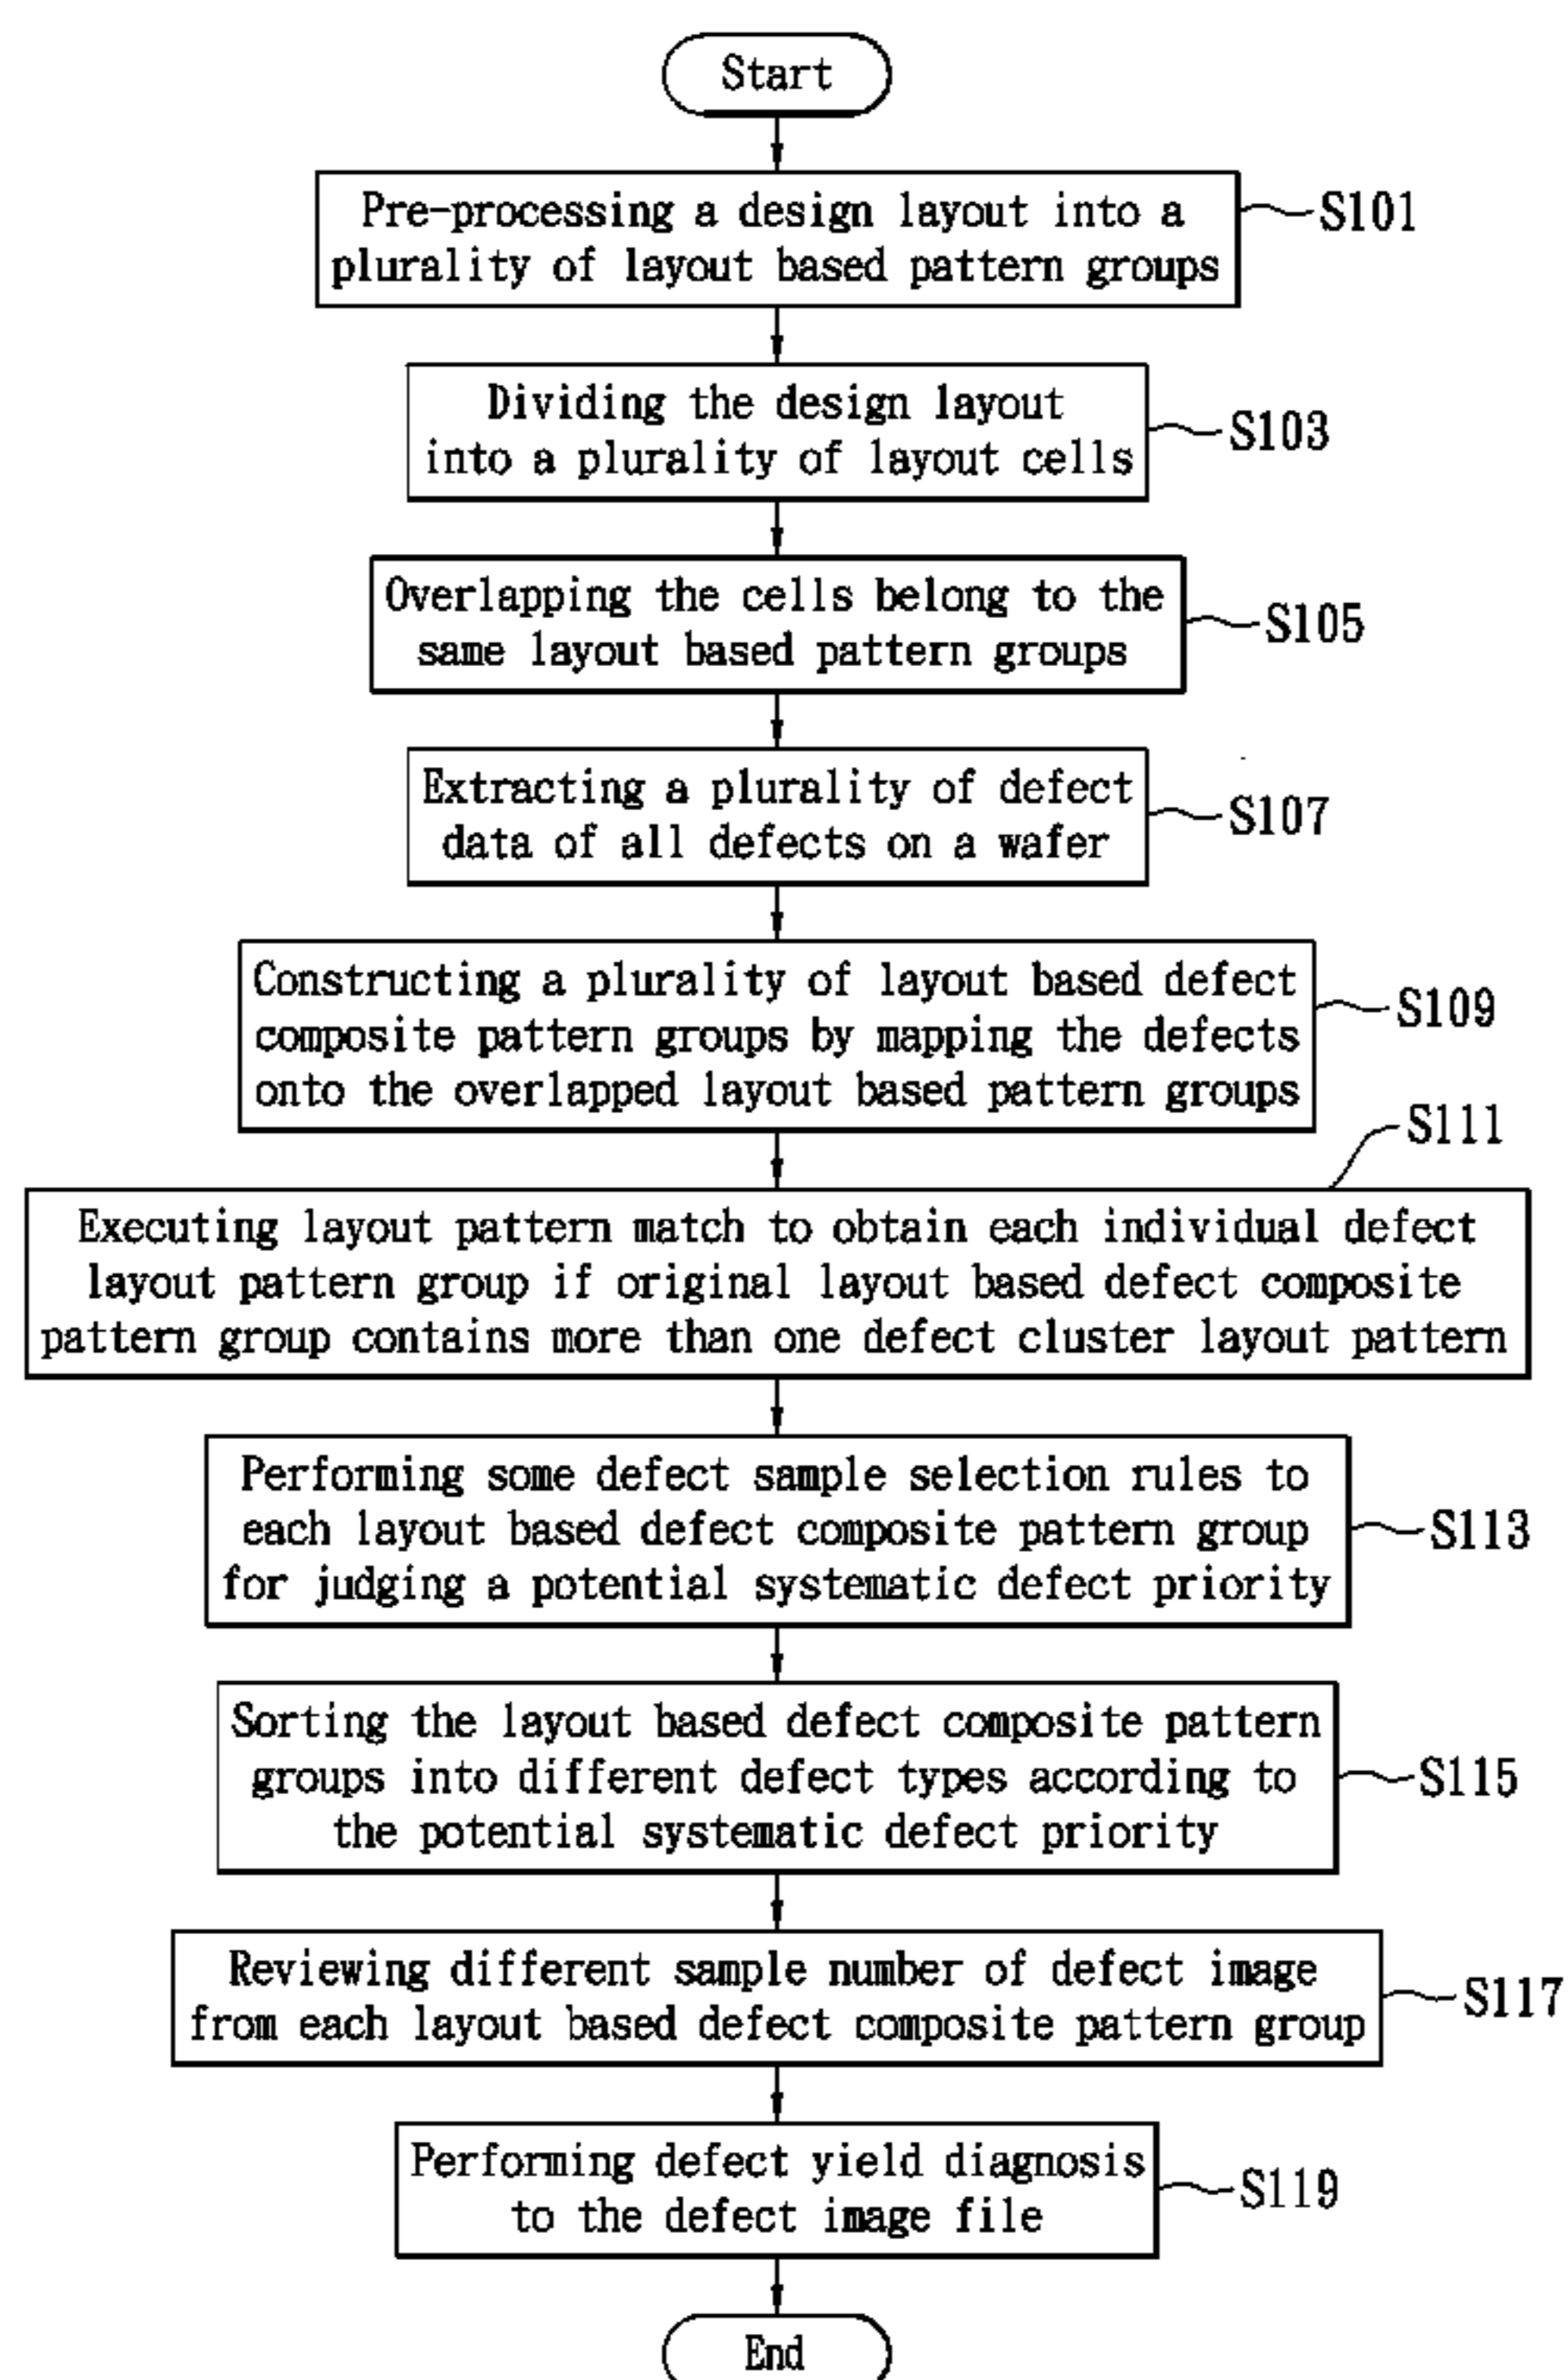 Start
Pre-processing a design layout into a
plurality of layout based pattern groups
S101
Dividing the design layout
into a plurality of layout cells
S103
Overlapping the cells belong to the
same layout based pattern groups
S105
Extracting a plurality of defect
data of all defects on a wafer
S107
Constructing a plurality of layout based defect
composite pattern groups by mapping the defects
onto the overlapped layout based pattern groups
S109
S111
Executing layout pattern match to obtain each individual defect
layout pattern group if original layout based defect composite
pattern group contains more than one defect cluster layout pattern
Performing some defect sample selection rules to
each layout based defect composite pattern group
for judging a potential systematic defect priority
S113
Sorting the layout based defect composite pattern
groups into different defect types according to
the potential systematic defect priority
S115
Reviewing different sample number of defect image
from each layout based defect composite pattern group
S117
Performing defect yield diagnosis
to the defect image file
S119
End